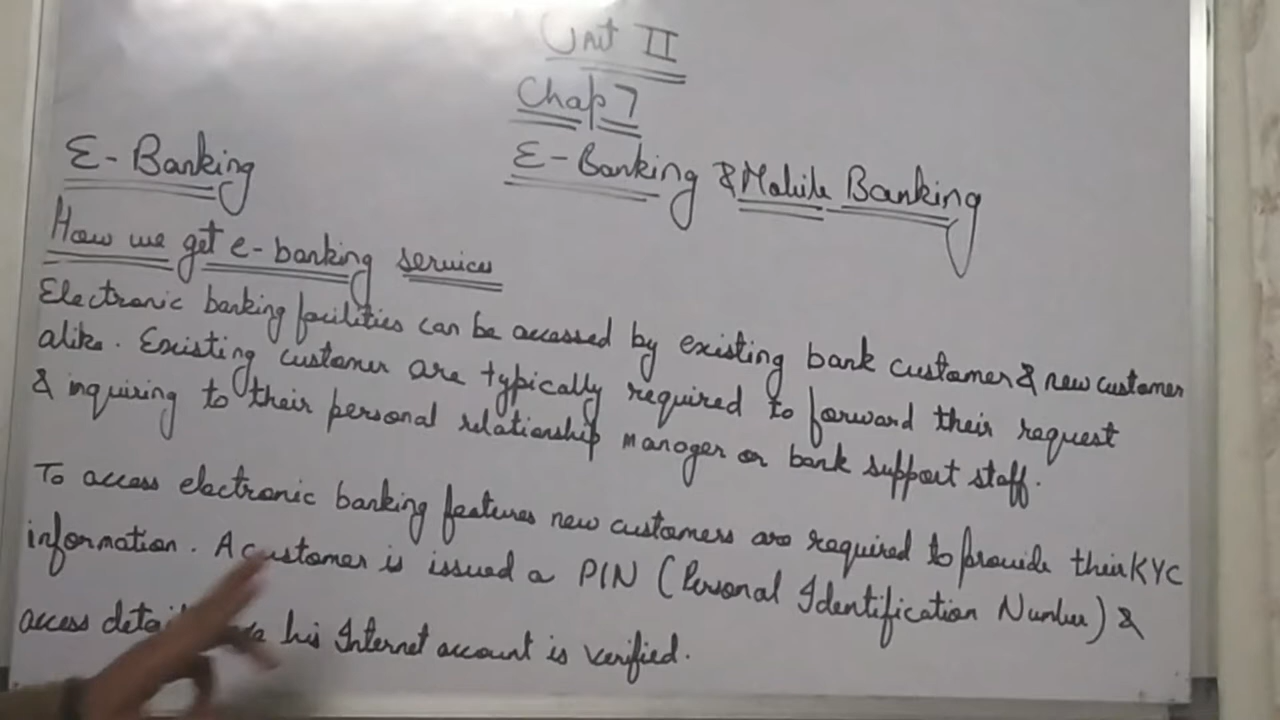 Unit II
Chap 7
E-Banking & Mobile Banking
E-Banking
How we get e-banking services
Electronic banking facilities can be accessed by existing bank customer & new customer
alike. Existing customer are typically required to forward their request
& inquiring to their personal relationship manager or bank support staff.
To access electronic banking features new customers are required to provide their KYC
information. A customer is issued a PIN (Personal Identification Number) &
access his Internet account is verified.